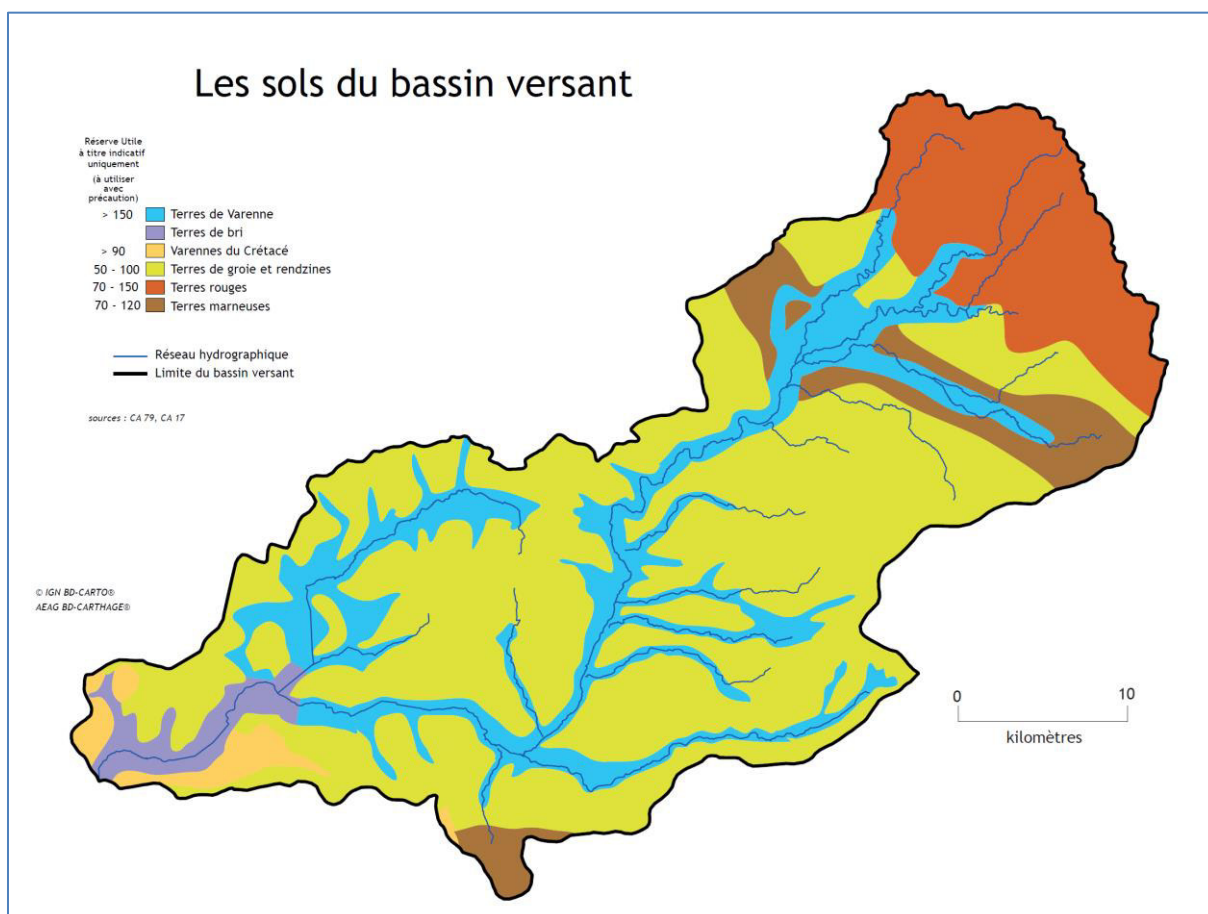 Les sols du bassin versant
Réserve Utile
à titre indicatif
uniquement
(à utiliser
avec
précaution)
> 150 Terres de Varenne
Terres de bri
> 90 Varennes du Crétacé
50 - 100 Terres de groie et rendzines
70 - 150 Terres rouges
70 - 120 Terres marneuses
Réseau hydrographique
Limite du bassin versant
sources : CA 79, CA 17
© IGN BD-CARTO®
AEAG BD-CARTHAGE®
0 10
kilomètres